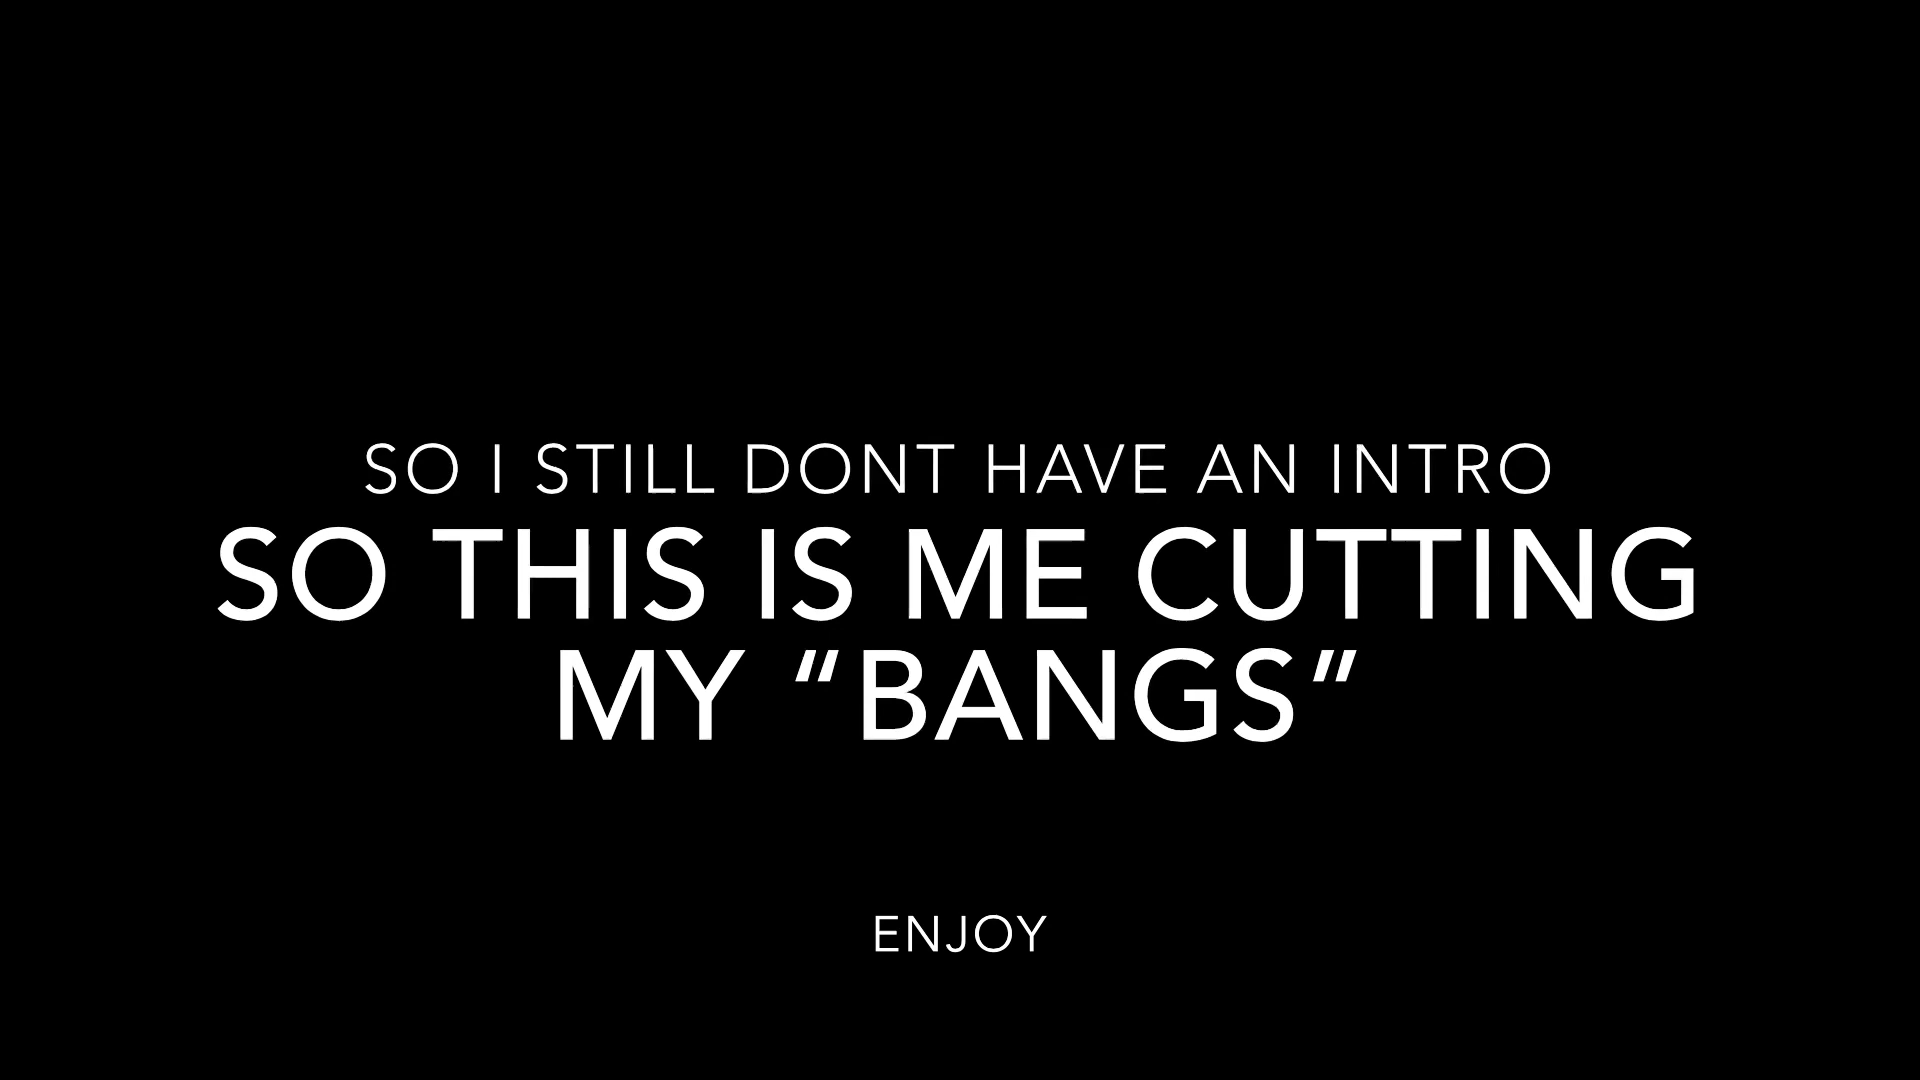 SO I STILL DONT HAVE AN INTRO
SO THIS IS ME CUTTING
MY “BANGS”
ENJOY